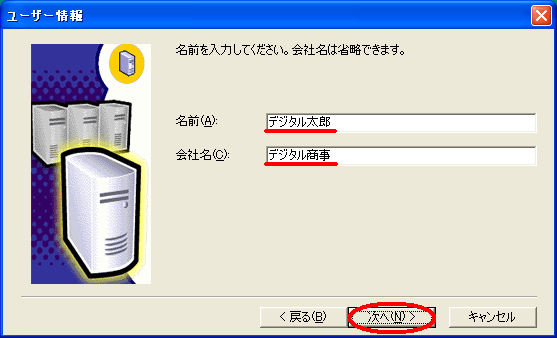 ユーザー情報
名前を入力してください。会社名は省略できます。
名前(A):
デジタル太郎
会社名(C):
デジタル商事
< 戻る(B)
次へ(N) >
キャンセル